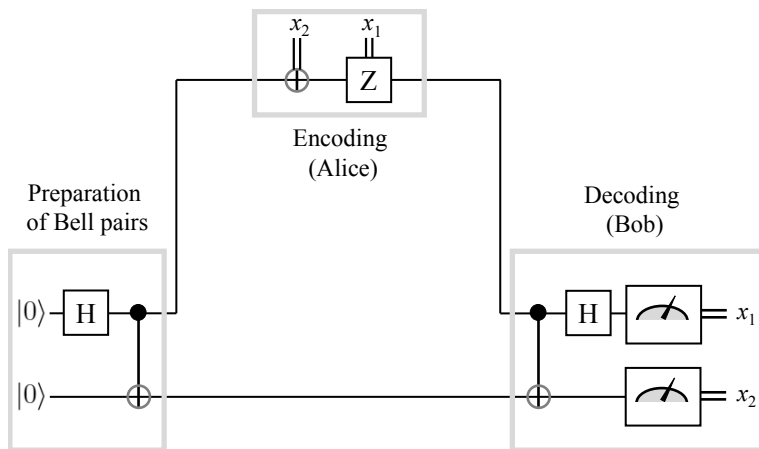 x₂ x₁
Z
Encoding
(Alice)
Preparation
of Bell pairs
Decoding
(Bob)
|0⟩ H H x₁
|0⟩ x₂